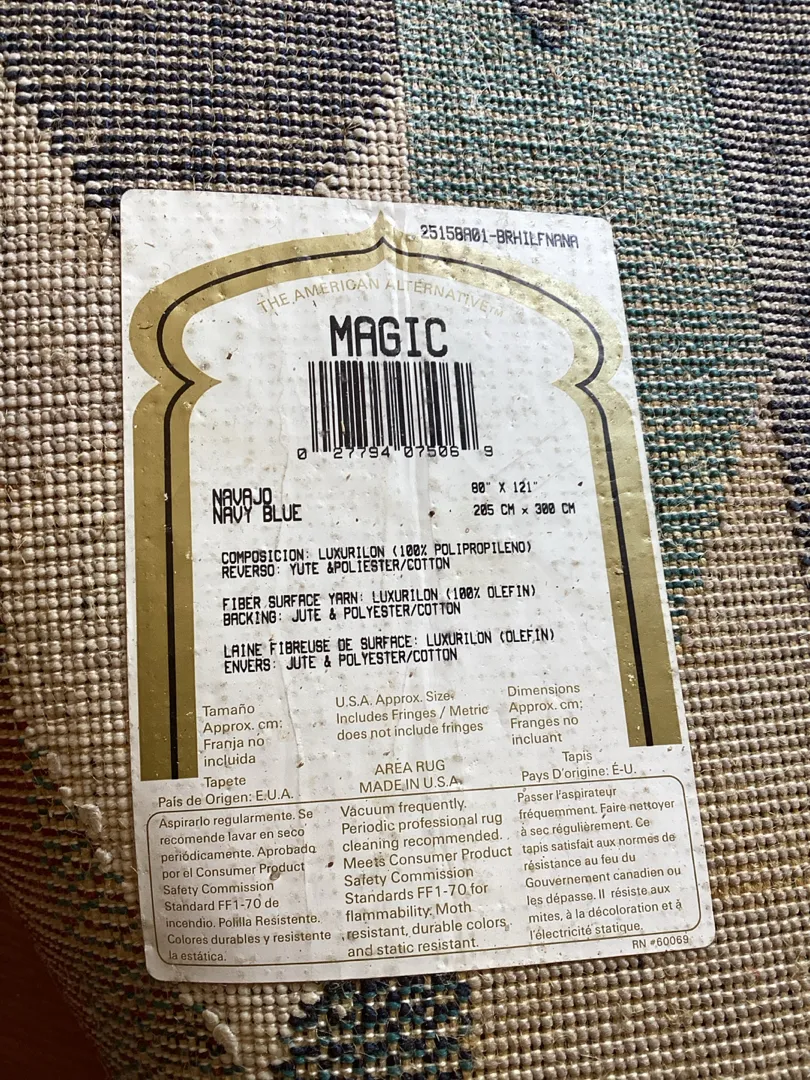 25158A01-BRHILFNANA
THE AMERICAN ALTERNATIVE™
MAGIC
0 27794 07506 9
NAVAJO
NAVY BLUE
80" X 121"
205 CM x 300 CM
COMPOSICION: LUXURILON (100% POLIPROPILENO)
REVERSO: YUTE &POLIESTER/COTTON
FIBER SURFACE YARN: LUXURILON (100% OLEFIN)
BACKING: JUTE & POLYESTER/COTTON
LAINE FIBREUSE DE SURFACE: LUXURILON (OLEFIN)
ENVERS: JUTE & POLYESTER/COTTON
Tamaño
Approx. cm:
Franja no
incluida
U.S.A. Approx. Size.
Includes Fringes / Metric
does not include fringes
Dimensions
Approx. cm:
Franges no
incluant
Tapete
País de Origen: E.U.A.
AREA RUG
MADE IN U.S.A.
Tapis
Pays D'origine: É-U.
Aspirarlo regularmente. Se
recomende lavar en seco
periódicamente. Aprobado
por el Consumer Product
Safety Commission
Standard FF1-70 de
incendio. Polilla Resistente.
Colores durables y resistente
la estática.
Vacuum frequently.
Periodic professional rug
cleaning recommended.
Meets Consumer Product
Safety Commission
Standards FF1-70 for
flammability. Moth
resistant, durable colors
and static resistant.
Passer l'aspirateur
fréquemment. Faire nettoyer
à sec régulièrement. Ce
tapis satisfait aux normes de
résistance au feu du
Gouvernement canadien ou
les dépasse. Il résiste aux
mites, à la décoloration et à
l'électricité statique.
RN #60069